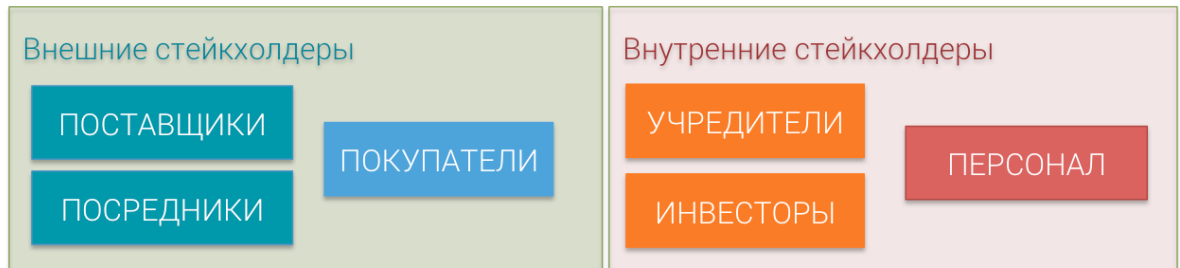 Внешние стейкхолдеры
ПОСТАВЩИКИ
ПОСРЕДНИКИ
ПОКУПАТЕЛИ
Внутренние стейкхолдеры
УЧРЕДИТЕЛИ
ИНВЕСТОРЫ
ПЕРСОНАЛ